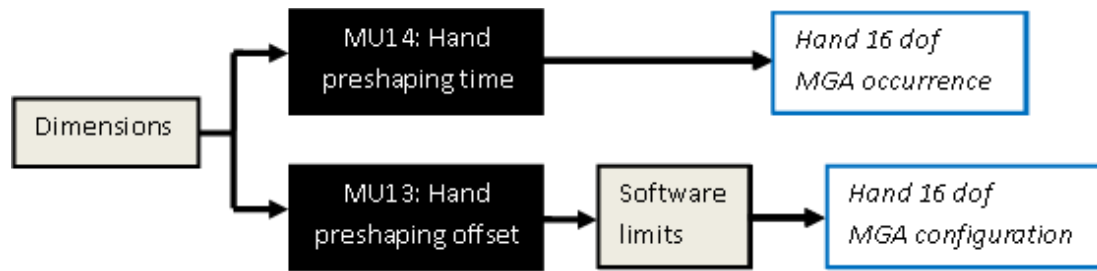 Dimensions
MU14: Hand
preshaping time
Hand 16 dof
MGA occurrence
MU13: Hand
preshaping offset
Software
limits
Hand 16 dof
MGA configuration